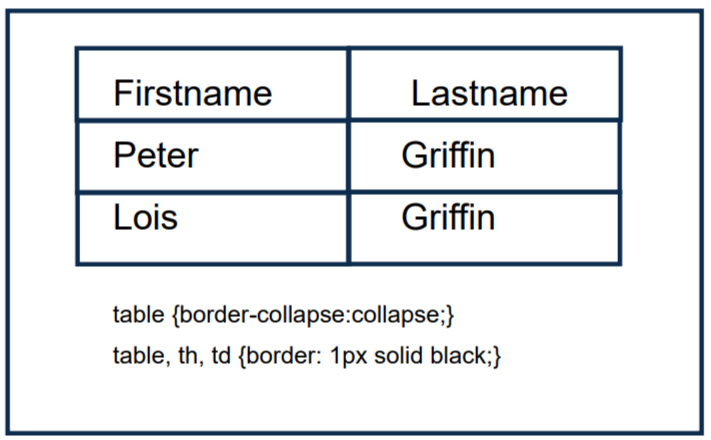 Firstname Lastname
Peter Griffin
Lois Griffin
table {border-collapse:collapse;}
table, th, td {border: 1px solid black;}